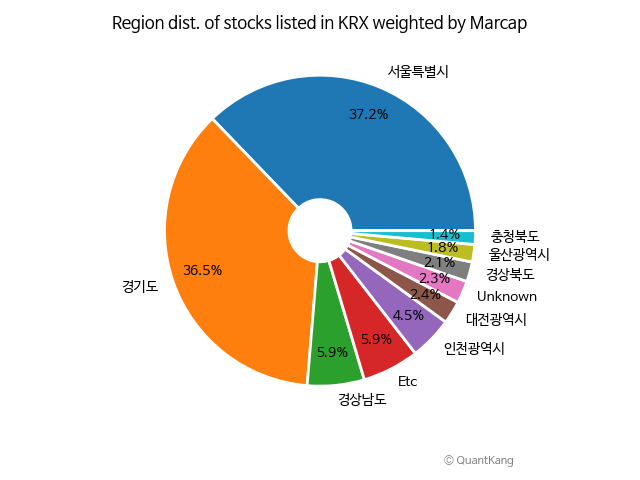 Region dist. of stocks listed in KRX weighted by Marcap
서울특별시
37.2%
경기도
36.5%
경상남도
5.9%
Etc
5.9%
인천광역시
4.5%
대전광역시
2.4%
Unknown
2.3%
경상북도
2.1%
울산광역시
1.8%
충청북도
1.4%
© QuantKang